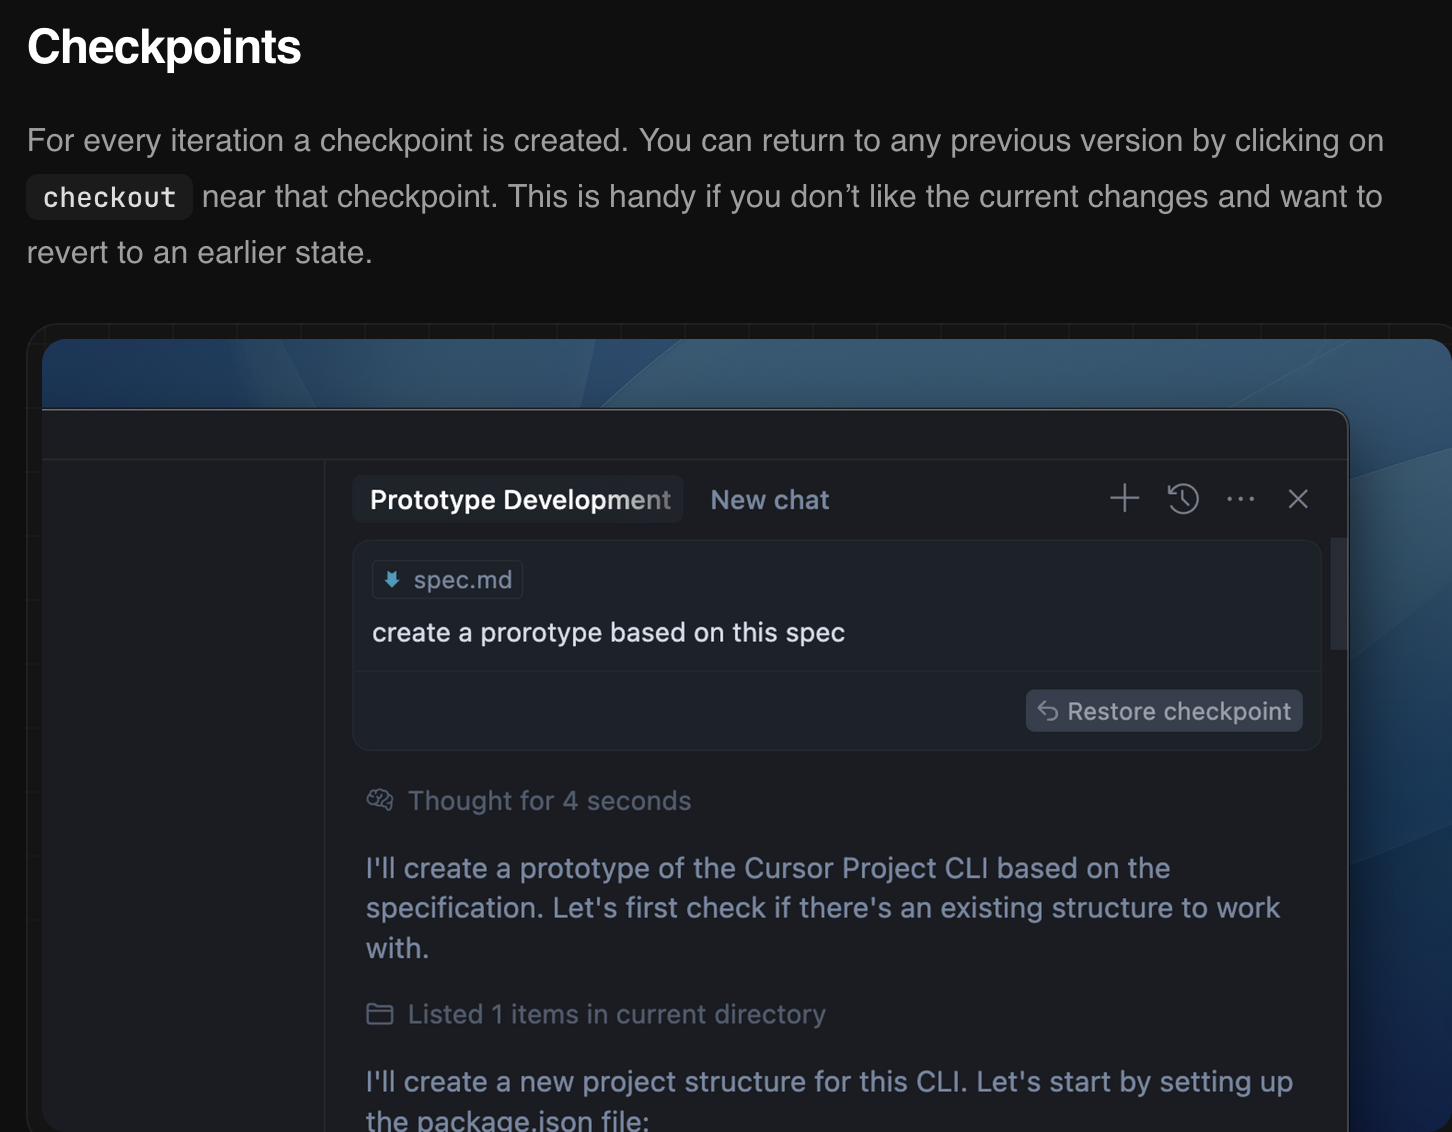 Checkpoints
For every iteration a checkpoint is created. You can return to any previous version by clicking on
checkout near that checkpoint. This is handy if you don’t like the current changes and want to
revert to an earlier state.
Prototype Development New chat
spec.md
create a prorotype based on this spec
Restore checkpoint
Thought for 4 seconds
I'll create a prototype of the Cursor Project CLI based on the
specification. Let's first check if there's an existing structure to work
with.
Listed 1 items in current directory
I'll create a new project structure for this CLI. Let's start by setting up
the package.json file: